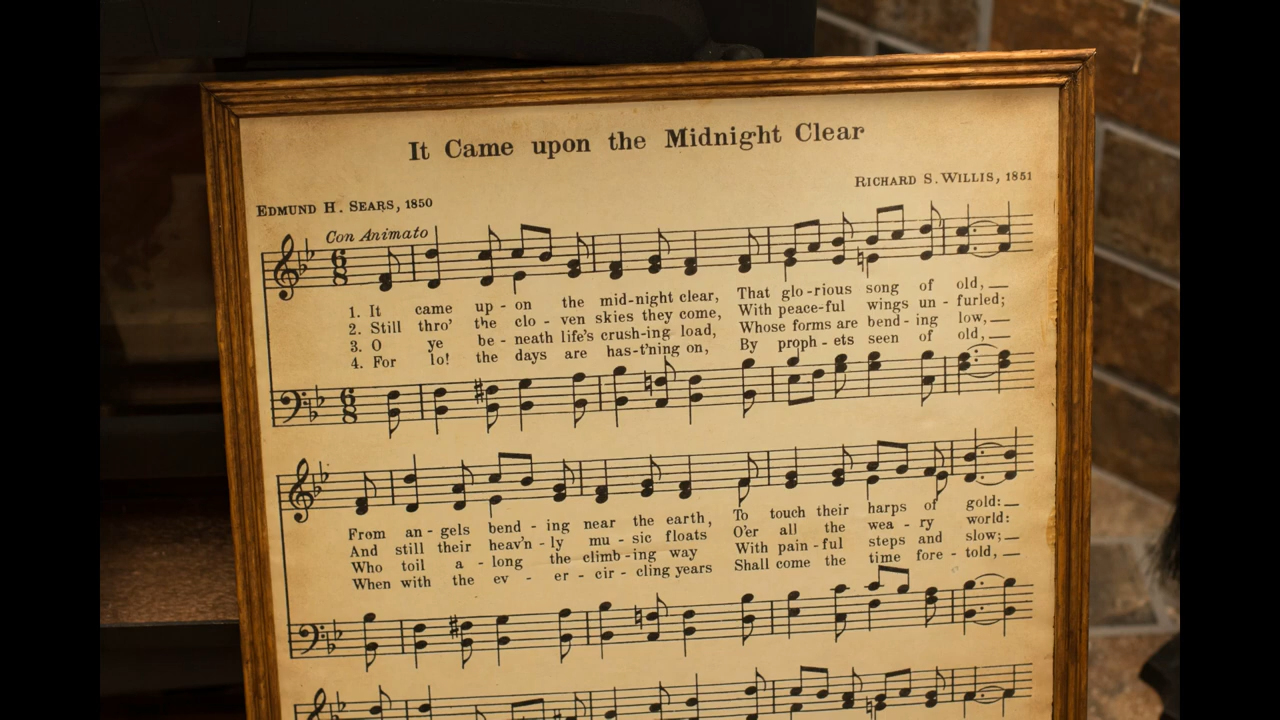 It Came upon the Midnight Clear
RICHARD S. WILLIS, 1851
EDMUND H. SEARS, 1850
Con Animato
6
8
1. It came up - on the mid-night clear, That glo - rious song of old,
2. Still thro' the clo - ven skies they come, With peace-ful wings un - furled;
3. O ye be - neath life's crush-ing load, Whose forms are bend - ing low,
4. For lo! the days are has-t'ning on, By proph - ets seen of old,
6
8
From an - gels bend - ing near the earth, To touch their harps of gold:
And still their heav'n - ly mu - sic floats O'er all the wea - ry world:
Who toil a - long the climb - ing way With pain - ful steps and slow;
When with the ev - er - cir - cling years Shall come the time fore - told,